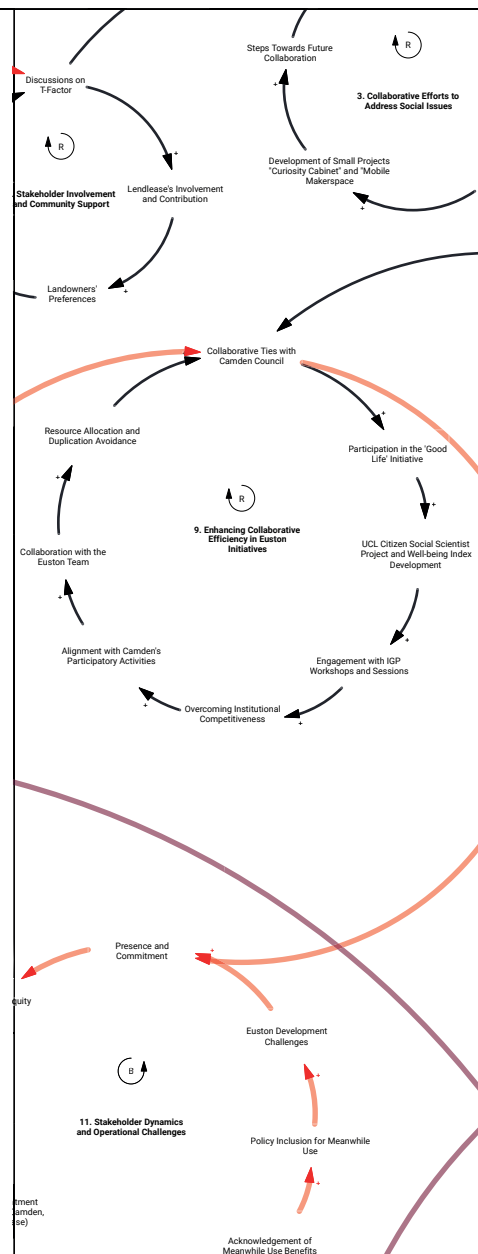 Steps Towards Future
Collaboration
R
3. Collaborative Efforts to
Address Social Issues
Discussions on
T-Factor
+
+
R
Development of Small Projects
"Curiosity Cabinet" and "Mobile
Makerspace
+
. Stakeholder Involvement
and Community Support
Lendlease's Involvement
and Contribution
+
Landowners'
Preferences
Collaborative Ties with
Camden Council
+
Resource Allocation and
Duplication Avoidance
Participation in the 'Good
Life' Initiative
+
R
+
9. Enhancing Collaborative
Efficiency in Euston
Initiatives
Collaboration with the
Euston Team
UCL Citizen Social Scientist
Project and Well-being Index
Development
+
+
Alignment with Camden's
Participatory Activities
Engagement with IGP
Workshops and Sessions
+
Overcoming Institutional
Competitiveness
+
Presence and
Commitment
+
quity
Euston Development
Challenges
B
+
11. Stakeholder Dynamics
and Operational Challenges
Policy Inclusion for Meanwhile
Use
+
tment
amden,
se)
Acknowledgement of
Meanwhile Use Benefits